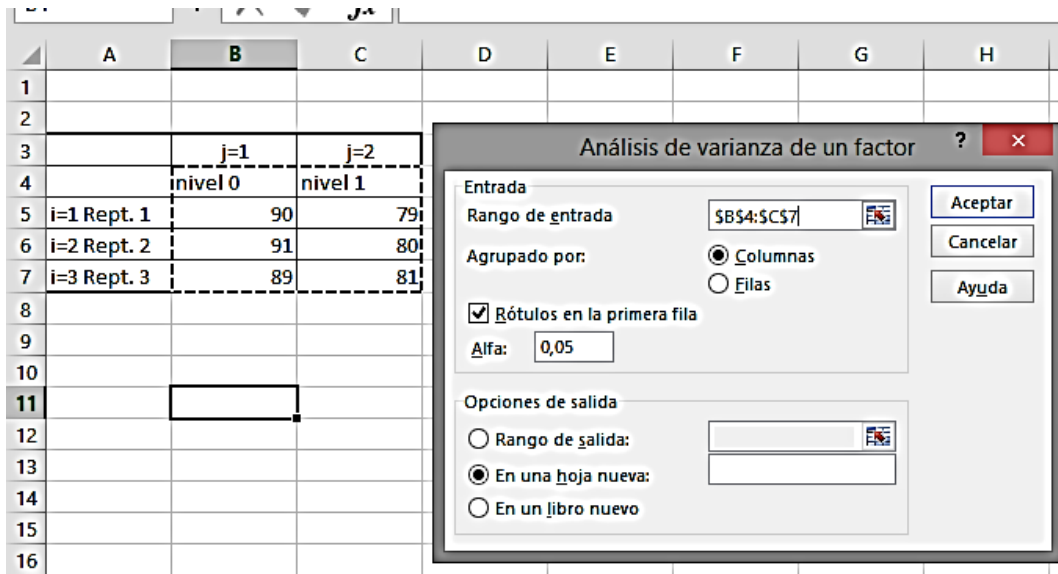 A B C D E F G H
1
2
3 j=1 j=2
4 nivel 0 nivel 1
5 i=1 Rept. 1 90 79
6 i=2 Rept. 2 91 80
7 i=3 Rept. 3 89 81
8
9
10
11
12
13
14
15
16
Análisis de varianza de un factor ? ×
Entrada
Rango de entrada $B$4:$C$7
Agrupado por: Columnas
Filas
Rótulos en la primera fila
Alfa: 0,05
Opciones de salida
Rango de salida:
En una hoja nueva:
En un libro nuevo
Aceptar
Cancelar
Ayuda